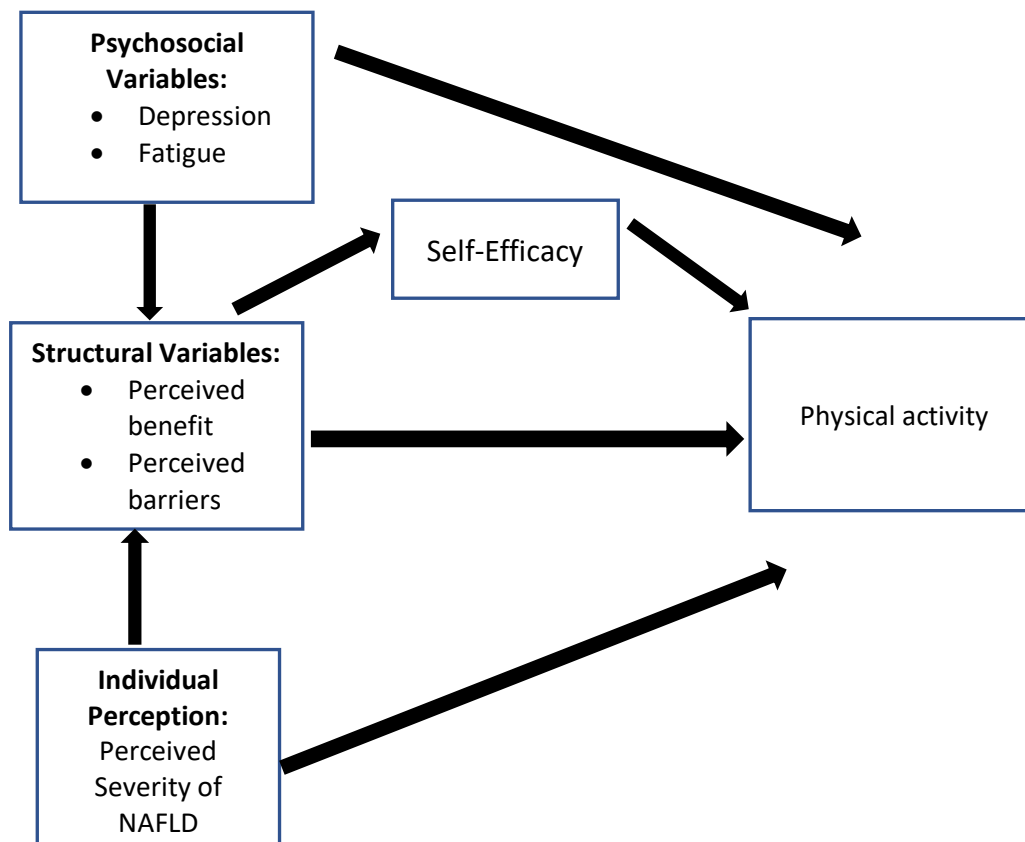 Psychosocial
Variables:
• Depression
• Fatigue
Self-Efficacy
Structural Variables:
• Perceived
benefit
• Perceived
barriers
Physical activity
Individual
Perception:
Perceived
Severity of
NAFLD